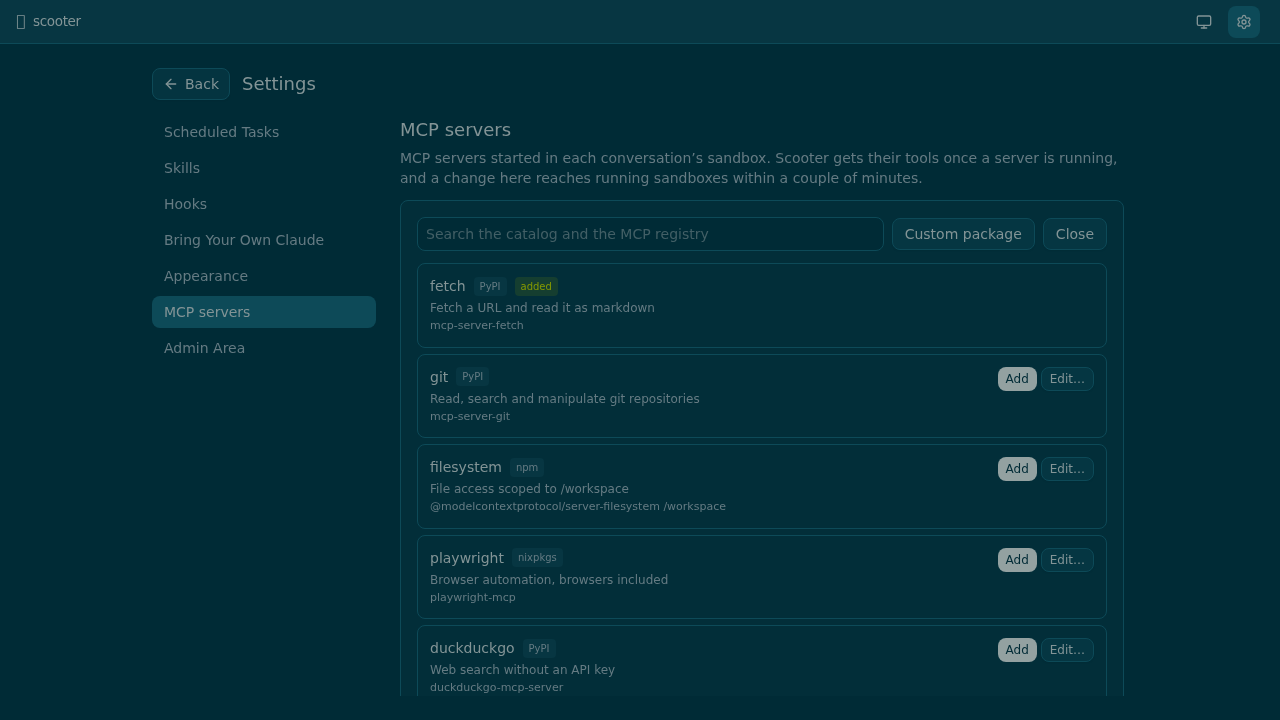 scooter
Back
Settings
Scheduled Tasks
Skills
Hooks
Bring Your Own Claude
Appearance
MCP servers
Admin Area
MCP servers
MCP servers started in each conversation’s sandbox. Scooter gets their tools once a server is running,
and a change here reaches running sandboxes within a couple of minutes.
Search the catalog and the MCP registry
Custom package
Close
fetch PyPI added
Fetch a URL and read it as markdown
mcp-server-fetch
git PyPI
Add Edit…
Read, search and manipulate git repositories
mcp-server-git
filesystem npm
Add Edit…
File access scoped to /workspace
@modelcontextprotocol/server-filesystem /workspace
playwright nixpkgs
Add Edit…
Browser automation, browsers included
playwright-mcp
duckduckgo PyPI
Add Edit…
Web search without an API key
duckduckgo-mcp-server